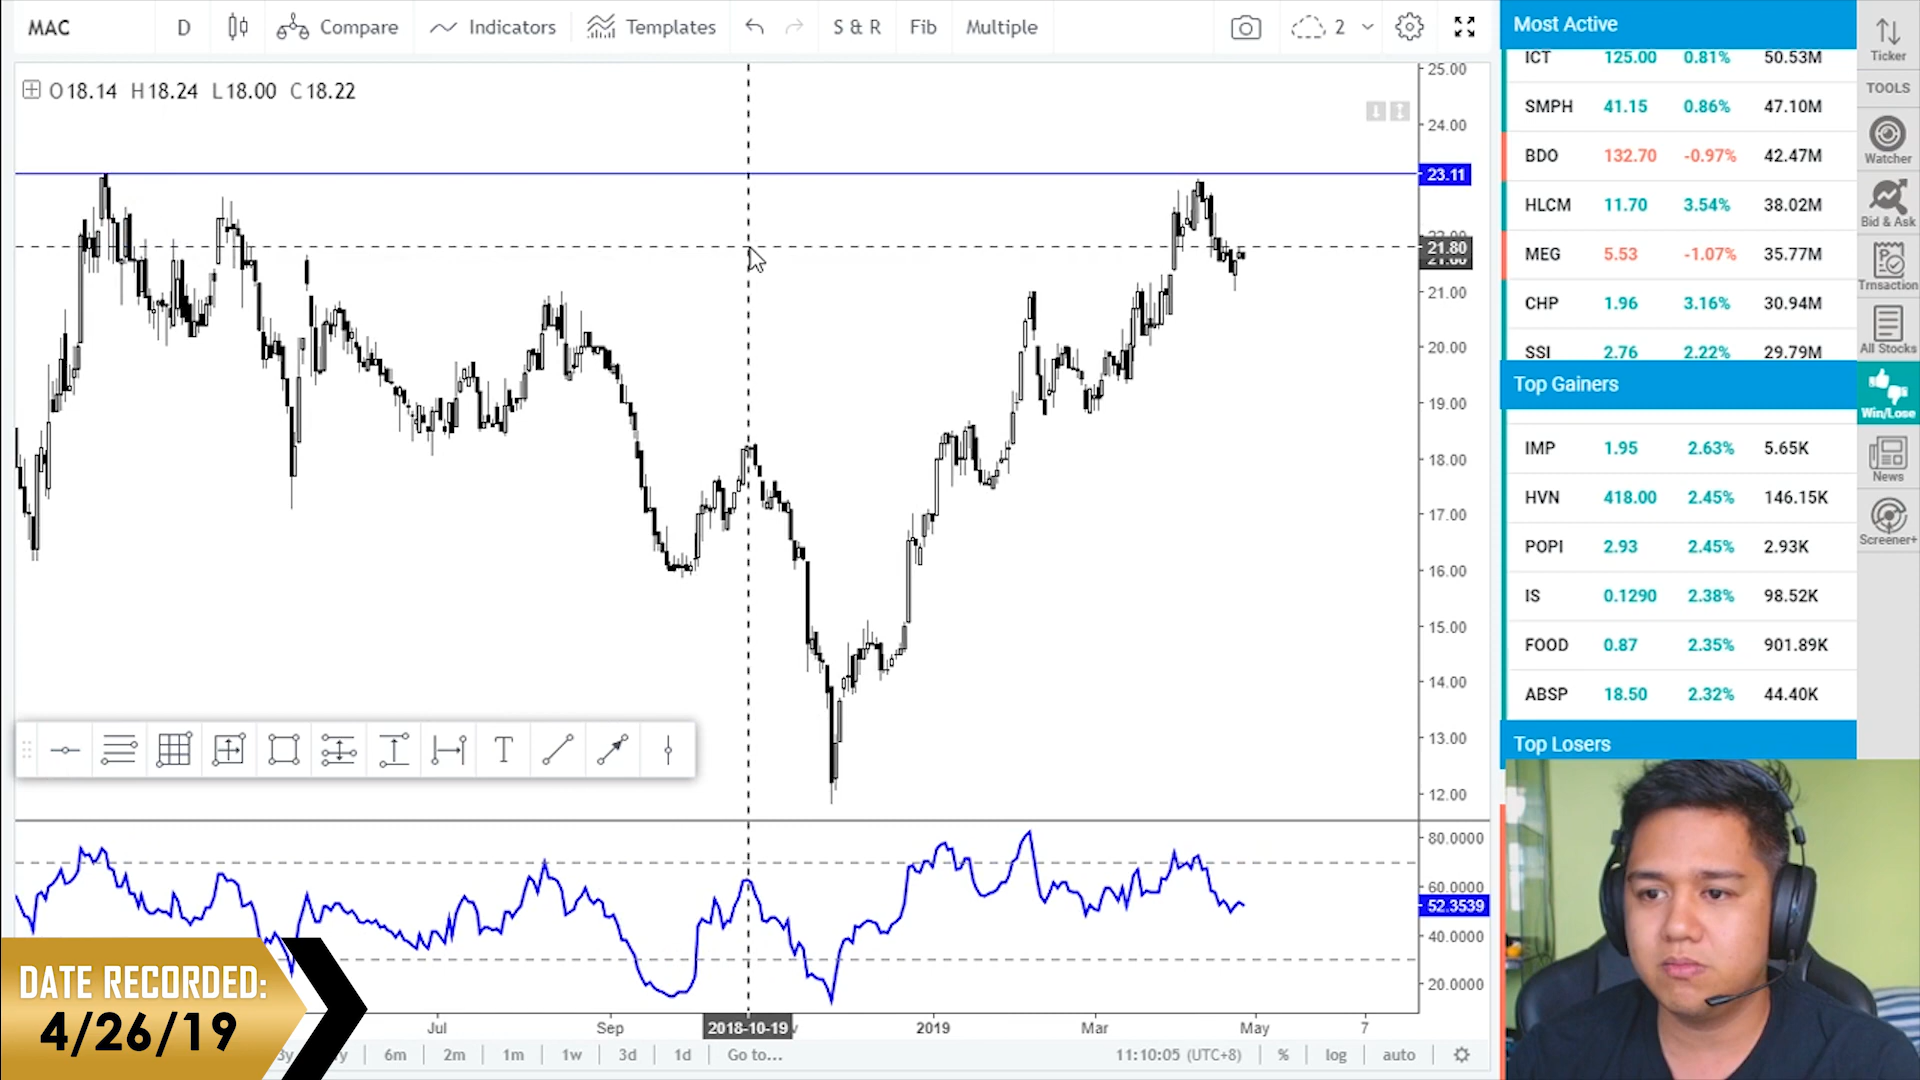 MAC D Compare Indicators Templates S & R Fib Multiple 2
O18.14 H18.24 L18.00 C18.22
25.00
24.00
23.11
21.80
21.00
20.00
19.00
18.00
17.00
16.00
15.00
14.00
13.00
12.00
T
80.0000
60.0000
52.3539
40.0000
20.0000
Jul Sep 2018-10-19 2019 Mar May 7
6m 2m 1m 1w 3d 1d Go to... 11:10:05 (UTC+8) % log auto
DATE RECORDED:
4/26/19
Most Active
ICT 125.00 0.81% 50.53M
SMPH 41.15 0.86% 47.10M
BDO 132.70 -0.97% 42.47M
HLCM 11.70 3.54% 38.02M
MEG 5.53 -1.07% 35.77M
CHP 1.96 3.16% 30.94M
SSI 2.76 2.22% 29.79M
Top Gainers
IMP 1.95 2.63% 5.65K
HVN 418.00 2.45% 146.15K
POPI 2.93 2.45% 2.93K
IS 0.1290 2.38% 98.52K
FOOD 0.87 2.35% 901.89K
ABSP 18.50 2.32% 44.40K
Top Losers
Ticker
TOOLS
Watcher
Bid & Ask
Trnsaction
All Stocks
Win/Lose
News
Screener+